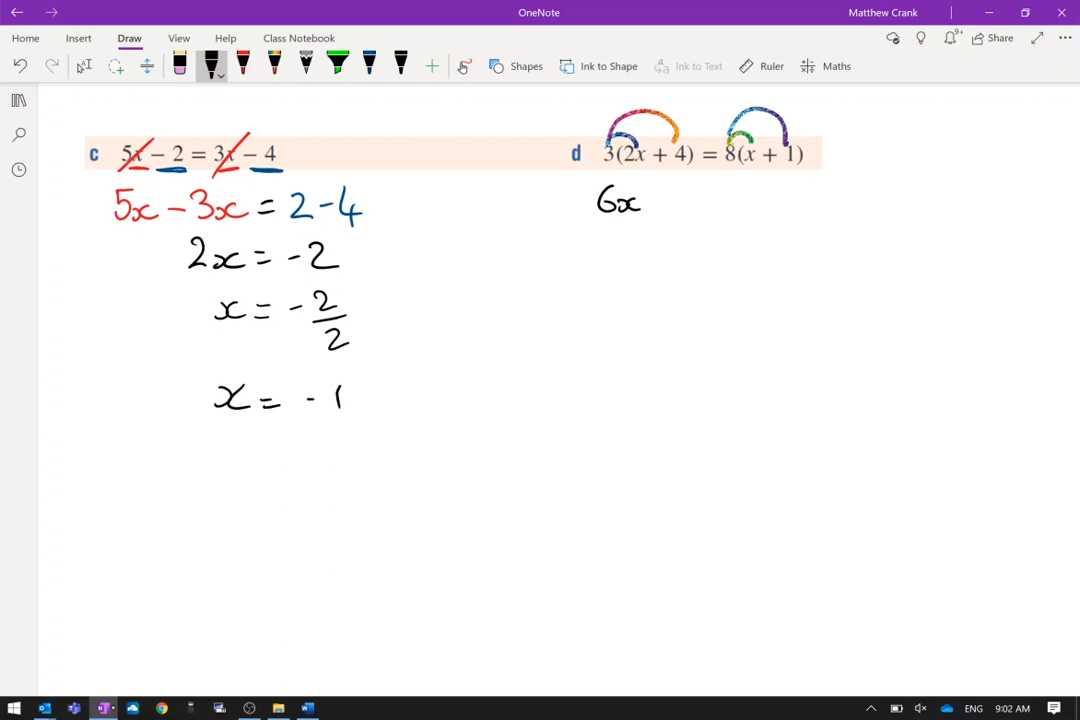 OneNote
Matthew Crank
Home Insert Draw View Help Class Notebook
9+ Share
Shapes Ink to Shape Ink to Text Ruler Maths
c 5x − 2 = 3x − 4
5x − 3x = 2 − 4
2x = − 2
x = − 2/2
x = − 1
d 3(2x + 4) = 8(x + 1)
6x
ENG 9:02 AM